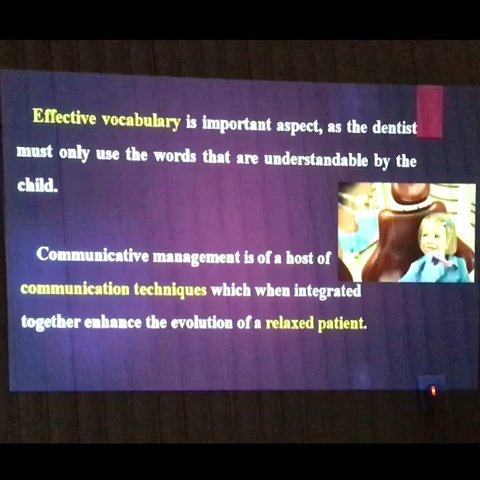 Effective vocabulary is important aspect, as the dentist
must only use the words that are understandable by the
child.
Communicative management is of a host of
communication techniques which when integrated
together enhance the evolution of a relaxed patient.